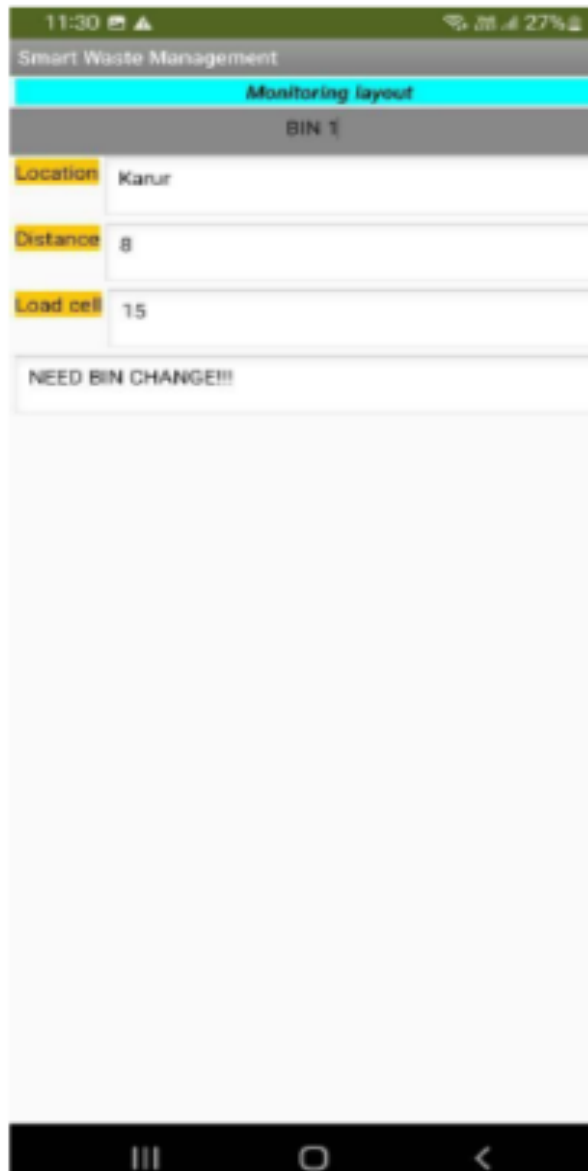 11:30 27%
Smart Waste Management
Monitoring layout
BIN 1
Location Karur
Distance 8
Load cell 15
NEED BIN CHANGE!!!